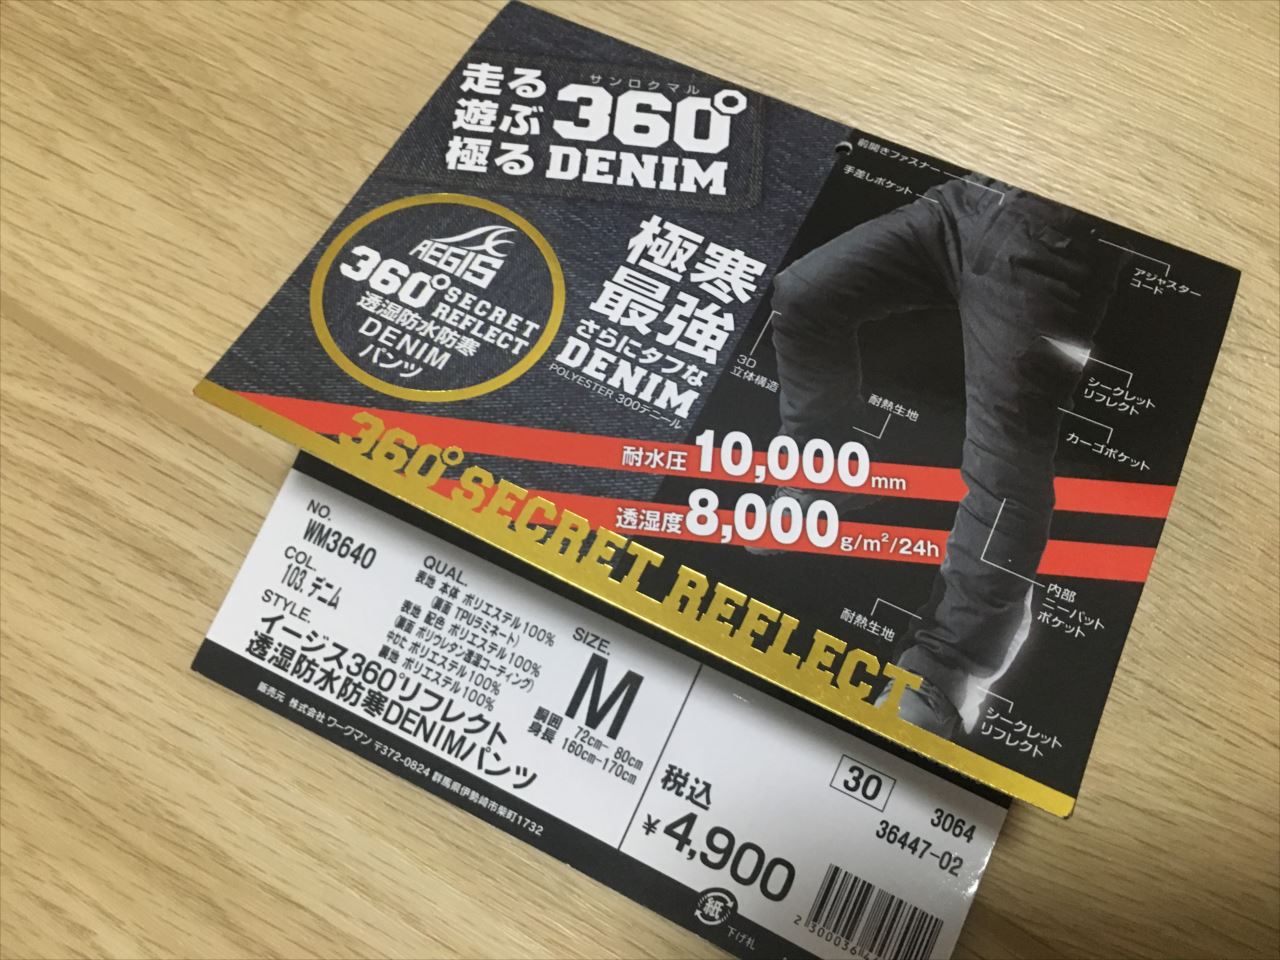 走る
遊ぶ
極る
サンロクマル
360°
DENIM
AEGIS
360° SECRET
REFLECT
透湿防水防寒
DENIM
パンツ
極寒
最強
さらにタフな
DENIM
POLYESTER 300デニール
前開きファスナー
手差しポケット
アジャスター
コード
3D
立体構造
耐熱生地
シークレット
リフレクト
カーゴポケット
耐水圧 10,000mm
透湿度 8,000g/m²/24h
内部
ニーパット
ポケット
耐熱生地
シークレット
リフレクト
360° SECRET REFLECT
NO.
WM3640
COL.
103.デニム
STYLE.
イージス360°リフレクト
透湿防水防寒DENIMパンツ
QUAL.
表地 本体 ポリエステル100%
(裏面 TPUラミネート)
表地 配色 ポリエステル100%
(裏面 ポリウレタン透湿コーティング)
中わた ポリエステル100%
裏地 ポリエステル100%
SIZE.
M
胴囲 72cm- 80cm
身長 160cm-170cm
販売元 株式会社 ワークマン 〒372-0824 群馬県伊勢崎市柴町1732
税込
¥4,900
30
3064
36447-02
紙
下げ札